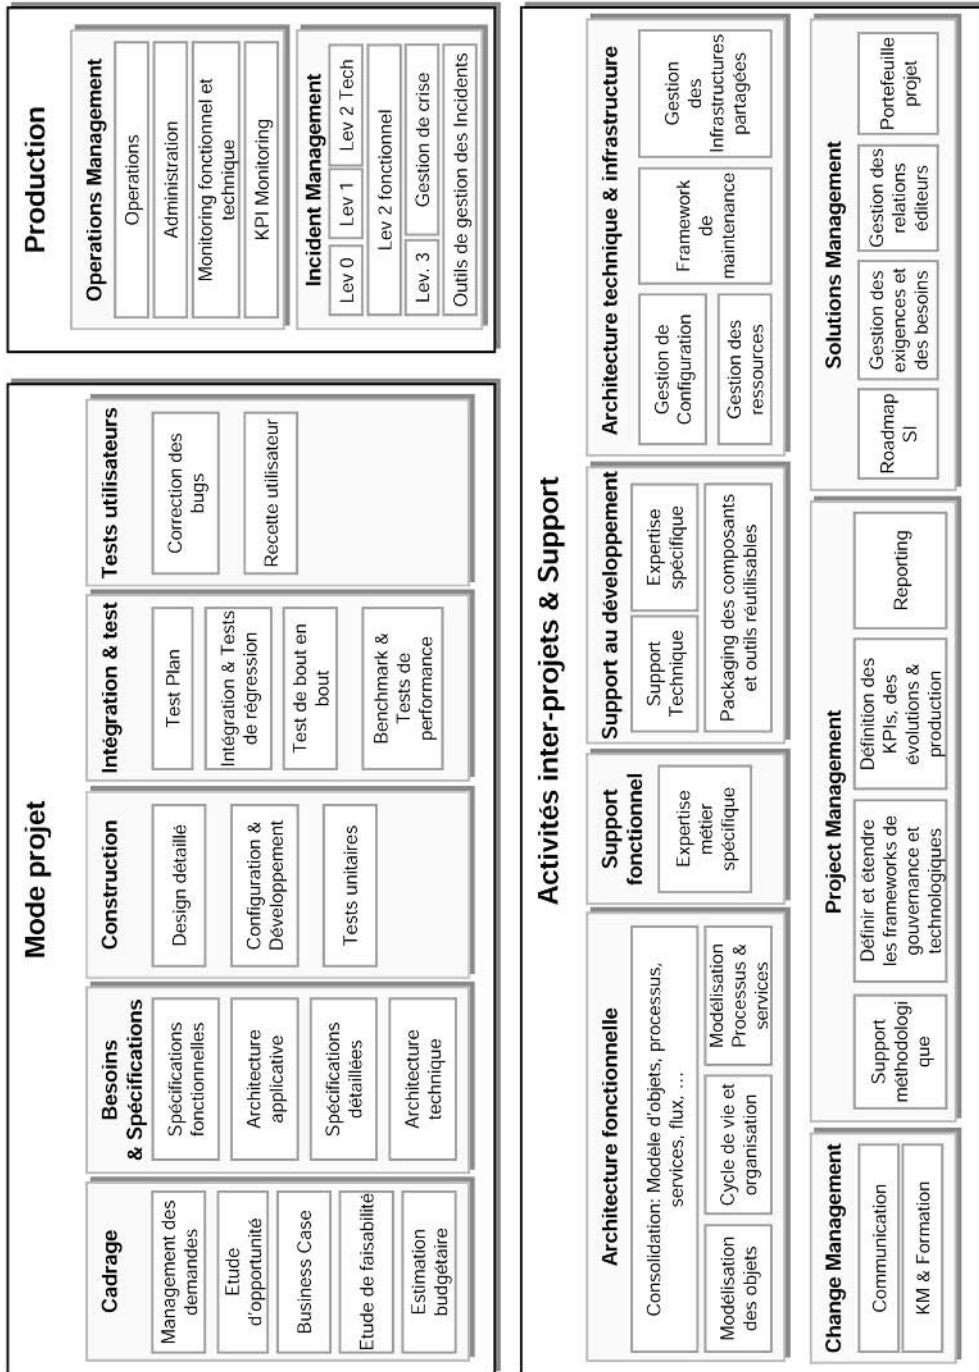 Mode projet
Cadrage
Management des
demandes
Etude
d'opportunité
Business Case
Etude de faisabilité
Estimation
budgétaire
Besoins
& Spécifications
Spécifications
fonctionnelles
Architecture
applicative
Spécifications
détaillées
Architecture
technique
Construction
Design détaillé
Configuration &
Développement
Tests unitaires
Intégration & test
Test Plan
Intégration & Tests
de régression
Test de bout en
bout
Benchmark &
Tests de
performance
Tests utilisateurs
Correction des
bugs
Recette utilisateur
Production
Operations Management
Operations
Administration
Monitoring fonctionnel et
technique
KPI Monitoring
Incident Management
Lev 0
Lev 1
Lev 2 Tech
Lev 2 fonctionnel
Lev. 3
Gestion de crise
Outils de gestion des Incidents
Activités inter-projets & Support
Architecture fonctionnelle
Consolidation: Modèle d'objets, processus,
services, flux, …
Modélisation
des objets
Cycle de vie et
organisation
Modélisation
Processus &
services
Support
fonctionnel
Expertise
métier
spécifique
Support au développement
Support
Technique
Expertise
spécifique
Packaging des composants
et outils réutilisables
Architecture technique & infrastructure
Gestion de
Configuration
Gestion des
ressources
Framework
de
maintenance
Gestion
des
Infrastructures
partagées
Change Management
Communication
KM & Formation
Project Management
Support
méthodologi
que
Définir et étendre
les frameworks de
gouvernance et
technologiques
Définition des
KPIs, des
évolutions &
production
Reporting
Solutions Management
Roadmap
SI
Gestion des
exigences et
des besoins
Gestion des
relations
éditeurs
Portefeuille
projet